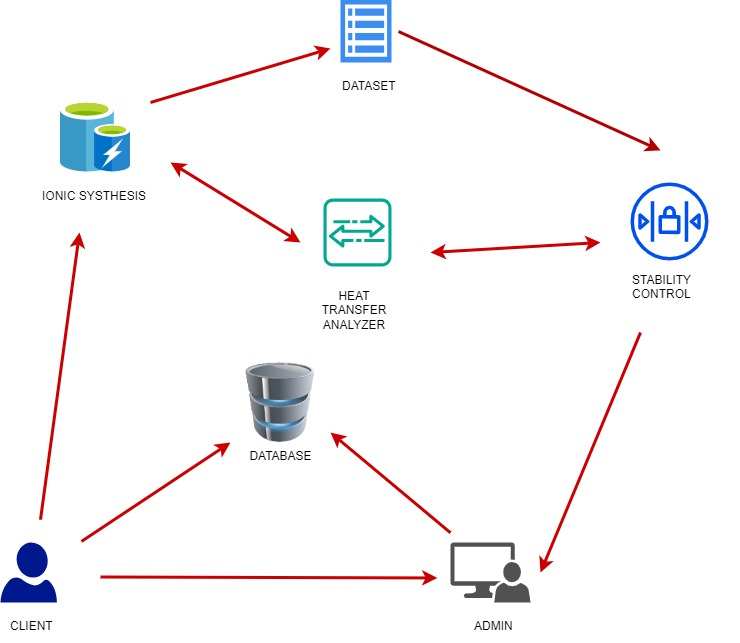 DATASET
IONIC SYSTHESIS
HEAT
TRANSFER
ANALYZER
STABILITY
CONTROL
DATABASE
CLIENT
ADMIN